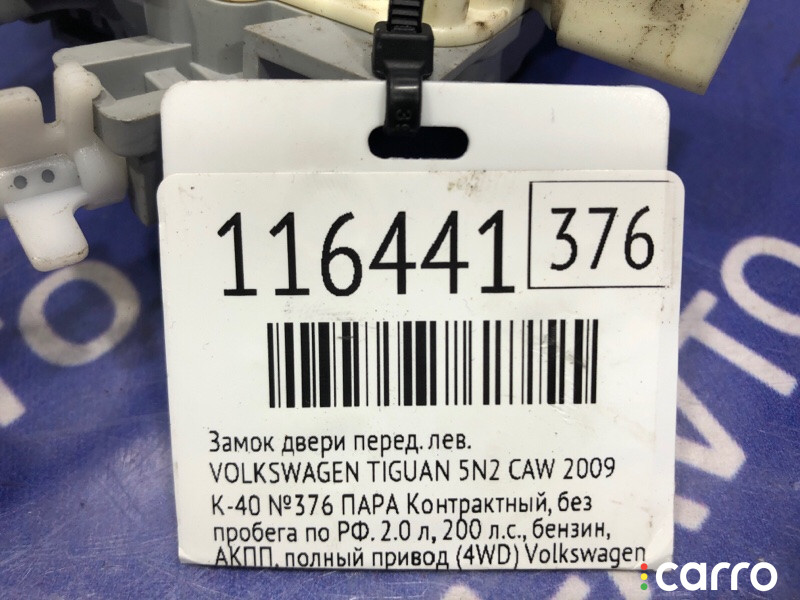 116441 376
Замок двери перед. лев.
VOLKSWAGEN TIGUAN 5N2 CAW 2009
К-40 №376 ПАРА Контрактный, без
пробега по РФ. 2.0 л, 200 л.с., бензин,
АКПП, полный привод (4WD) Volkswagen
carro